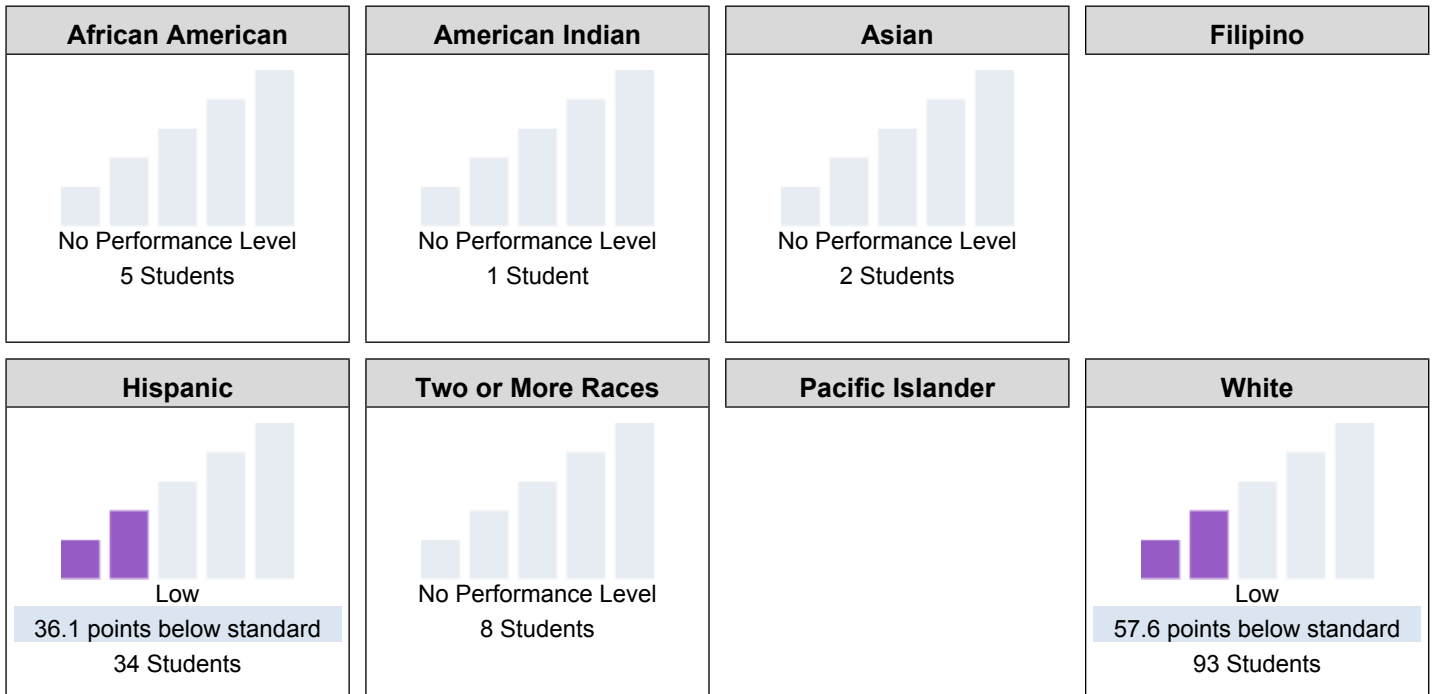 African American
No Performance Level
5 Students
American Indian
No Performance Level
1 Student
Asian
No Performance Level
2 Students
Filipino
Hispanic
Low
36.1 points below standard
34 Students
Two or More Races
No Performance Level
8 Students
Pacific Islander
White
Low
57.6 points below standard
93 Students